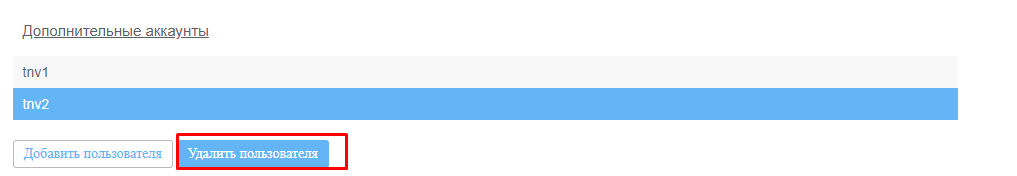 Дополнительные аккаунты
tnv1
tnv2
Добавить пользователя Удалить пользователя